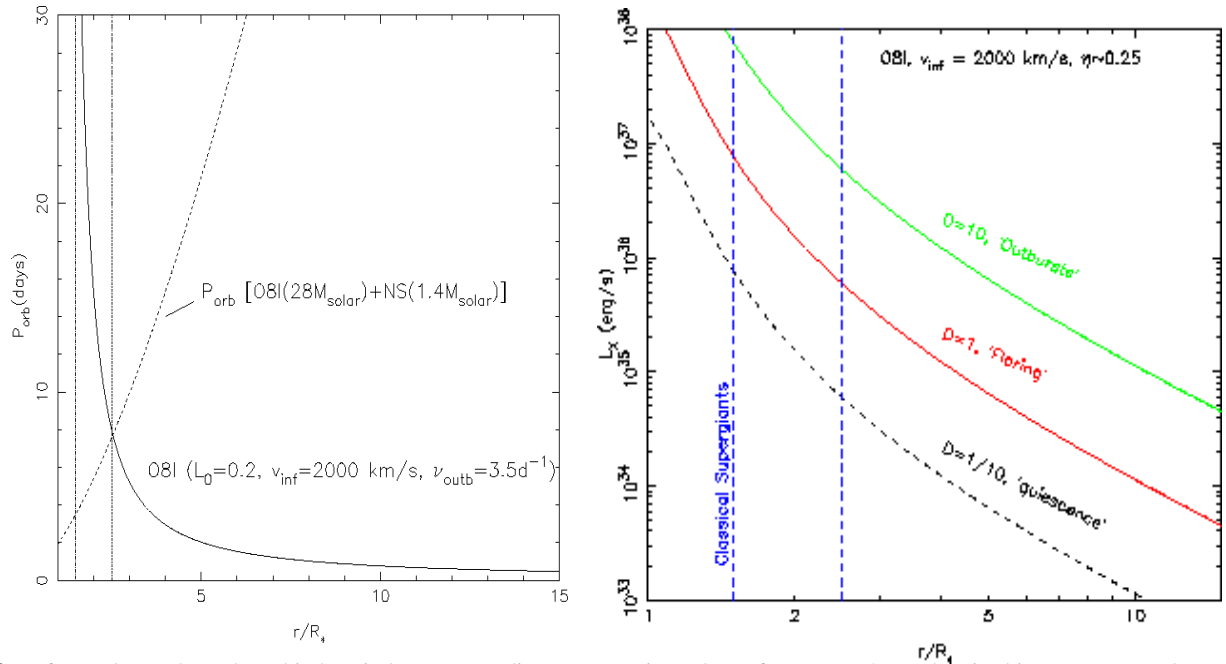 30
20
10
0
P_orb (days)
P_orb [O8I(28M_solar)+NS(1.4M_solar)]
O8I (L_0=0.2, v_inf=2000 km/s, ν_outb=3.5d^-1)
5
10
15
r/R_*
10^38
10^37
10^36
10^35
10^34
10^33
L_X (erg/s)
O8I, v_inf = 2000 km/s, ηr~0.25
D=10, 'Outbursts'
D=1, 'Flaring'
D=1/10, 'quiescence'
Classical Supergiants
1
2
5
10
r/R_*